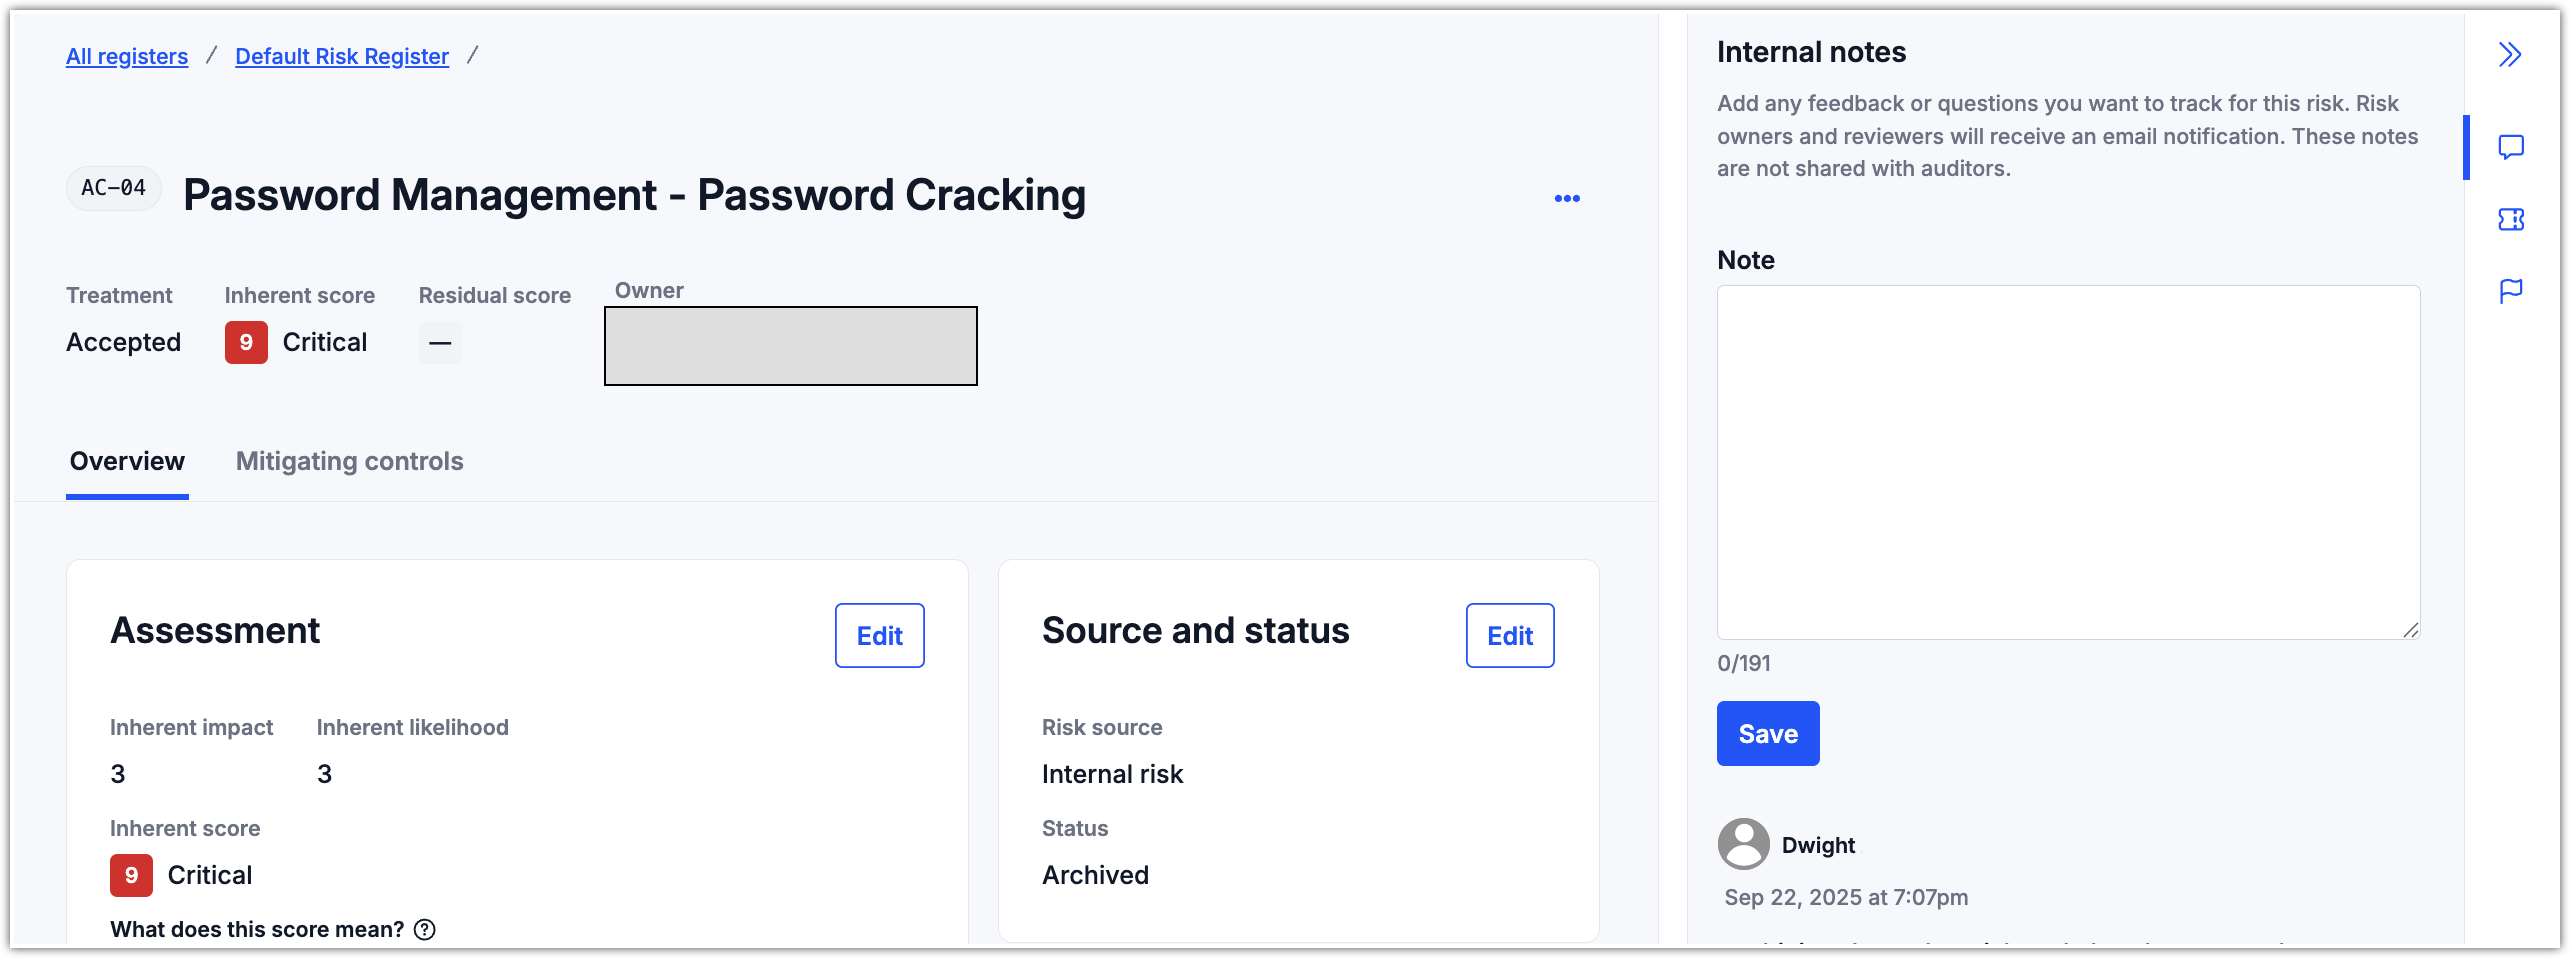 All registers / Default Risk Register /
AC-04 Password Management - Password Cracking
Treatment Inherent score Residual score Owner
Accepted 9 Critical —
Overview Mitigating controls
Assessment Edit
Inherent impact Inherent likelihood
3 3
Inherent score
9 Critical
What does this score mean?
Source and status Edit
Risk source
Internal risk
Status
Archived
Internal notes
Add any feedback or questions you want to track for this risk. Risk
owners and reviewers will receive an email notification. These notes
are not shared with auditors.
Note
0/191
Save
Dwight
Sep 22, 2025 at 7:07pm